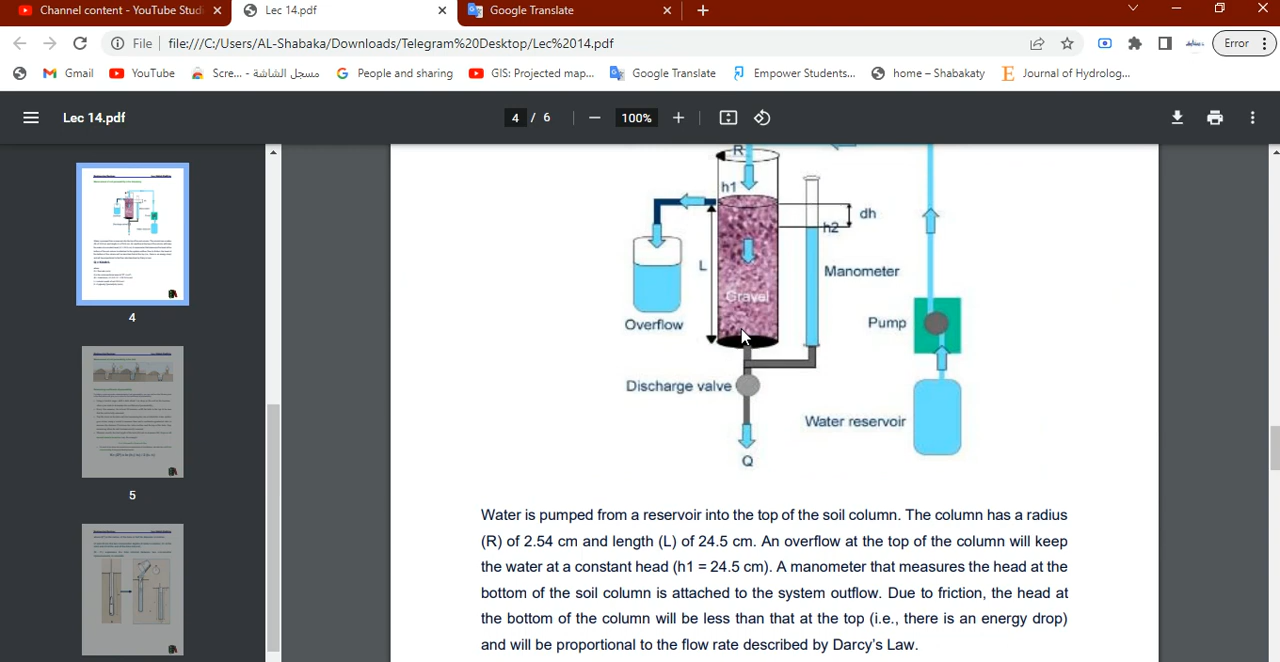 Channel content - YouTube Studi
Lec 14.pdf
Google Translate
File
file:///C:/Users/AL-Shabaka/Downloads/Telegram%20Desktop/Lec%2014.pdf
Error
Gmail
YouTube
Scre... - مسجل الشاشة
People and sharing
GIS: Projected map...
Google Translate
Empower Students...
home – Shabakaty
Journal of Hydrolog...
Lec 14.pdf
4 / 6
100%
4
5
R
h1
dh
h2
L
Manometer
Gravel
Overflow
Pump
Discharge valve
Water reservoir
Q
Water is pumped from a reservoir into the top of the soil column. The column has a radius
(R) of 2.54 cm and length (L) of 24.5 cm. An overflow at the top of the column will keep
the water at a constant head (h1 = 24.5 cm). A manometer that measures the head at the
bottom of the soil column is attached to the system outflow. Due to friction, the head at
the bottom of the column will be less than that at the top (i.e., there is an energy drop)
and will be proportional to the flow rate described by Darcy's Law.